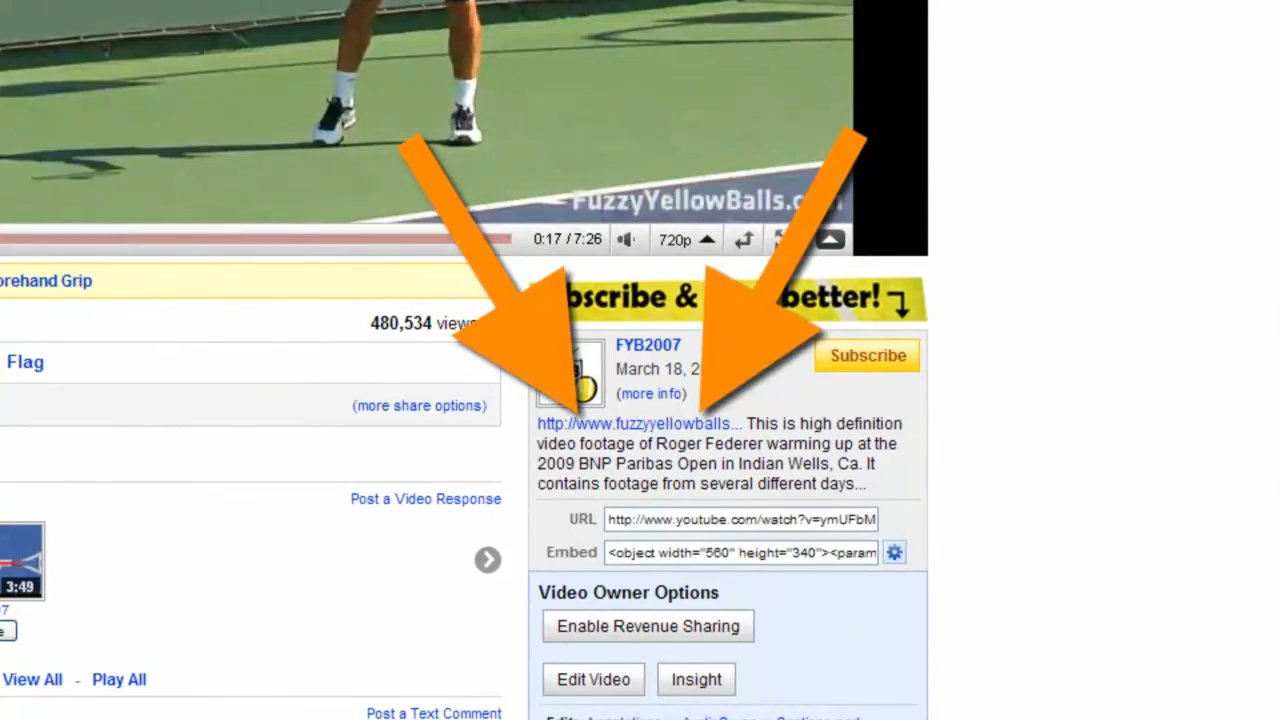 FuzzyYellowBalls.
0:17 / 7:26
720p
orehand Grip
bscribe & better!
480,534 views
FYB2007
Subscribe
Flag
March 18, 2
(more info)
(more share options)
http://www.fuzzyyellowballs... This is high definition
video footage of Roger Federer warming up at the
2009 BNP Paribas Open in Indian Wells, Ca. It
contains footage from several different days...
Post a Video Response
URL http://www.youtube.com/watch?v=ymUFbM
Embed <object width="560" height="340"><param
3:49
Video Owner Options
Enable Revenue Sharing
View All - Play All
Edit Video Insight
Post a Text Comment